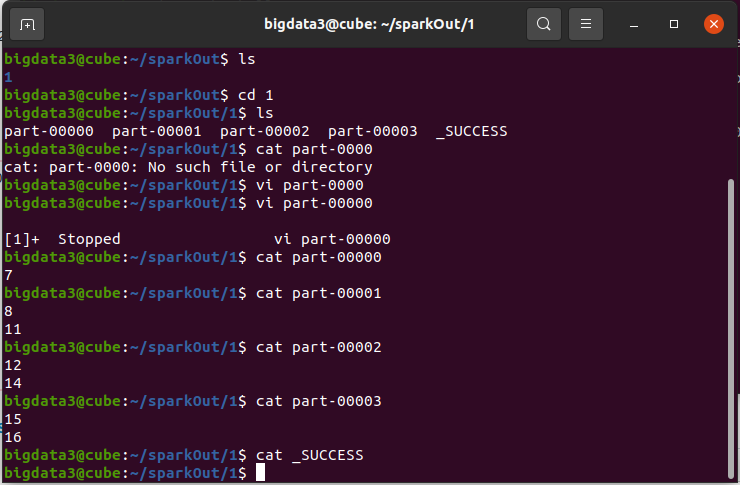 bigdata3@cube: ~/sparkOut/1
bigdata3@cube:~/sparkOut$ ls
1
bigdata3@cube:~/sparkOut$ cd 1
bigdata3@cube:~/sparkOut/1$ ls
part-00000  part-00001  part-00002  part-00003  _SUCCESS
bigdata3@cube:~/sparkOut/1$ cat part-0000
cat: part-0000: No such file or directory
bigdata3@cube:~/sparkOut/1$ vi part-0000
bigdata3@cube:~/sparkOut/1$ vi part-00000
[1]+  Stopped                 vi part-00000
bigdata3@cube:~/sparkOut/1$ cat part-00000
7
bigdata3@cube:~/sparkOut/1$ cat part-00001
8
11
bigdata3@cube:~/sparkOut/1$ cat part-00002
12
14
bigdata3@cube:~/sparkOut/1$ cat part-00003
15
16
bigdata3@cube:~/sparkOut/1$ cat _SUCCESS
bigdata3@cube:~/sparkOut/1$